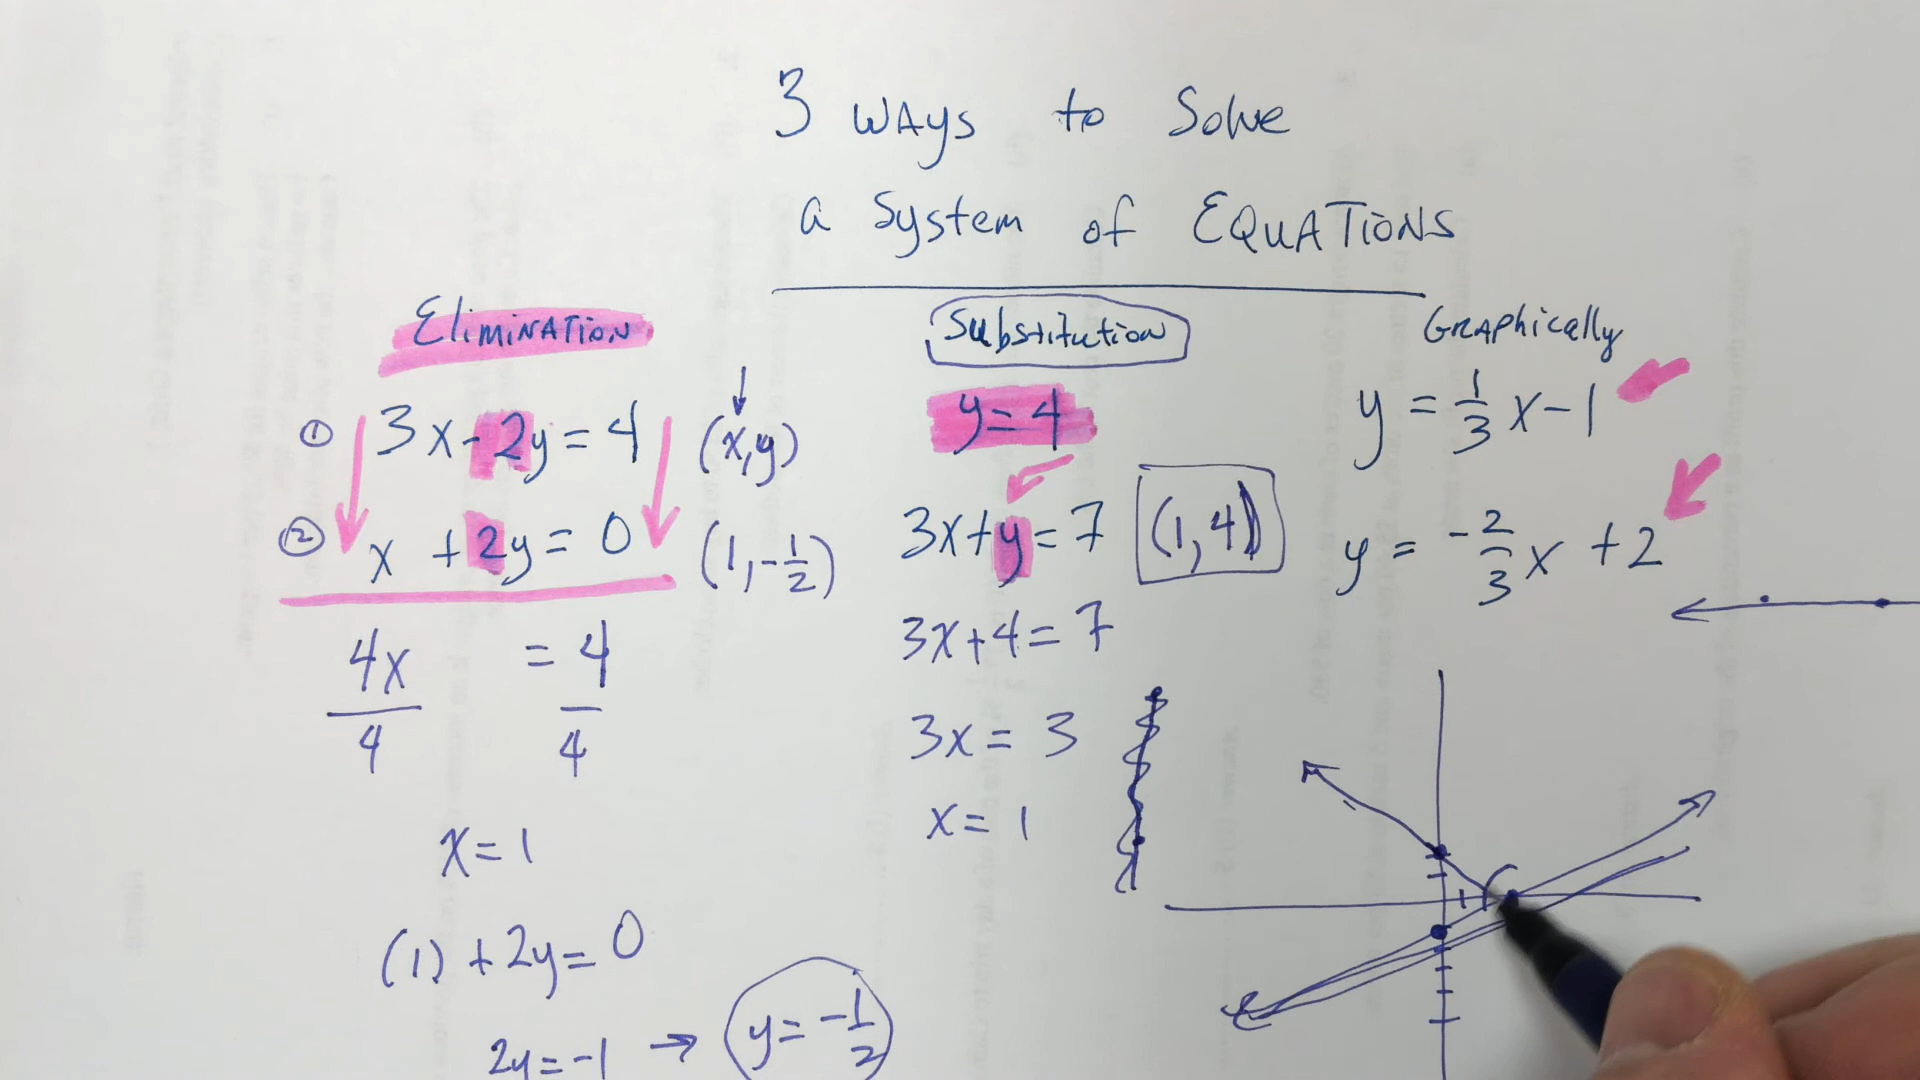 3 WAys to Solve
a System of EQUATIONS
EliMiNATiON
① 3x-2y=4
(x,y)
② x +2y=0
(1,-1/2)
4x/4 =4/4
x=1
(1)+2y=0
2y=-1 → y=-1/2
Substitution
y=4
3x+y=7
(1,4)
3x+4=7
3x=3
x=1
GRAphically
y=1/3x-1
y=-2/3x+2